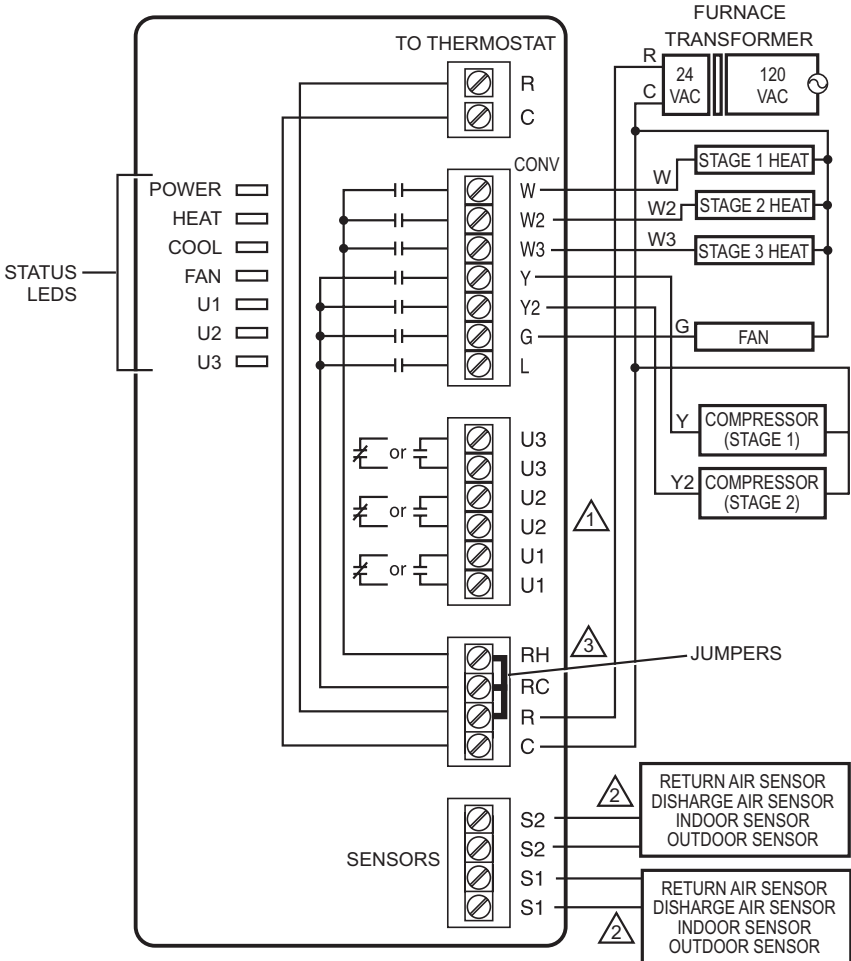 FURNACE
TRANSFORMER
TO THERMOSTAT
R
C
R
C
24
VAC
120
VAC
CONV
W
W2
W3
Y
Y2
G
L
W
W2
W3
G
STAGE 1 HEAT
STAGE 2 HEAT
STAGE 3 HEAT
FAN
STATUS
LEDS
POWER
HEAT
COOL
FAN
U1
U2
U3
Y
COMPRESSOR
(STAGE 1)
Y2
COMPRESSOR
(STAGE 2)
or
or
or
U3
U3
U2
U2
U1
U1
1
3
RH
RC
R
C
JUMPERS
SENSORS
S2
S2
S1
S1
2
RETURN AIR SENSOR
DISHARGE AIR SENSOR
INDOOR SENSOR
OUTDOOR SENSOR
2
RETURN AIR SENSOR
DISHARGE AIR SENSOR
INDOOR SENSOR
OUTDOOR SENSOR